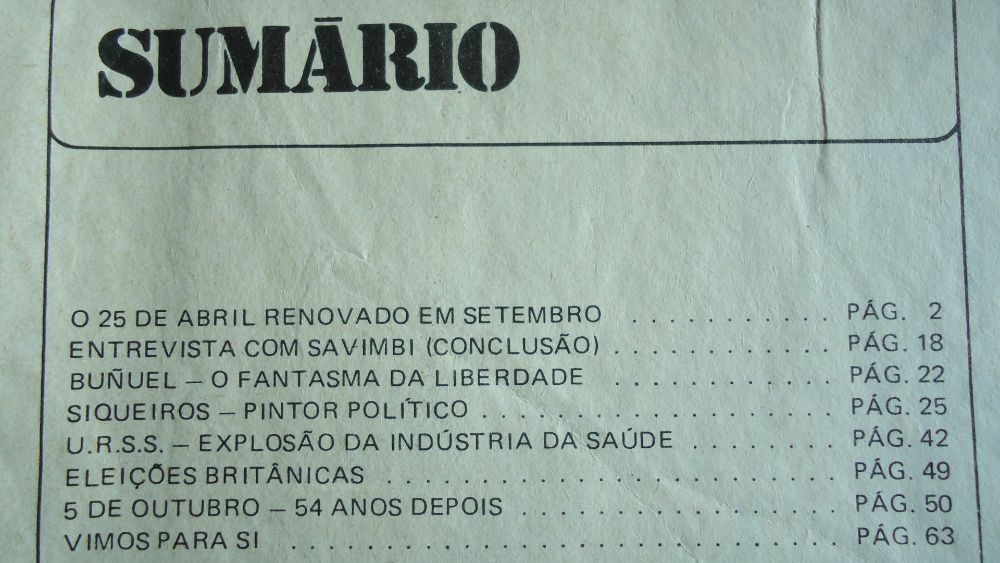 SUMÁRIO
O 25 DE ABRIL RENOVADO EM SETEMBRO . . . . . . . . . . . PÁG. 2
ENTREVISTA COM SAVIMBI (CONCLUSÃO) . . . . . . . . . . . . PÁG. 18
BUÑUEL – O FANTASMA DA LIBERDADE . . . . . . . . . . . . PÁG. 22
SIQUEIROS – PINTOR POLÍTICO . . . . . . . . . . . . . . . . . . . PÁG. 25
U.R.S.S. – EXPLOSÃO DA INDÚSTRIA DA SAÚDE . . . . . . . . PÁG. 42
ELEIÇÕES BRITÂNICAS . . . . . . . . . . . . . . . . . . . . . . . . PÁG. 49
5 DE OUTUBRO – 54 ANOS DEPOIS . . . . . . . . . . . . . . . . PÁG. 50
VIMOS PARA SI . . . . . . . . . . . . . . . . . . . . . . . . . . . . . PÁG. 63